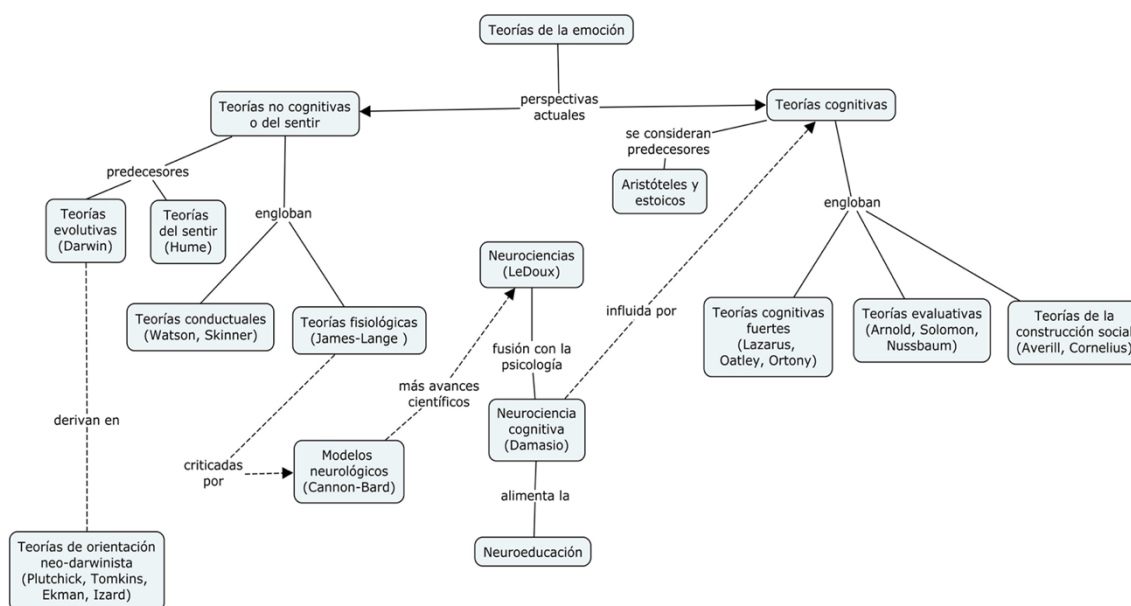 Teorías de la emoción
perspectivas
actuales
Teorías no cognitivas
o del sentir
Teorías cognitivas
predecesores
Teorías
evolutivas
(Darwin)
Teorías
del sentir
(Hume)
engloban
Teorías conductuales
(Watson, Skinner)
Teorías fisiológicas
(James-Lange )
derivan en
Teorías de orientación
neo-darwinista
(Plutchick, Tomkins,
Ekman, Izard)
criticadas
por
Modelos
neurológicos
(Cannon-Bard)
más avances
científicos
Neurociencias
(LeDoux)
fusión con la
psicología
Neurociencia
cognitiva
(Damasio)
alimenta la
Neuroeducación
influida por
se consideran
predecesores
Aristóteles y
estoicos
engloban
Teorías cognitivas
fuertes
(Lazarus,
Oatley, Ortony)
Teorías evaluativas
(Arnold, Solomon,
Nussbaum)
Teorías de la
construcción social
(Averill, Cornelius)